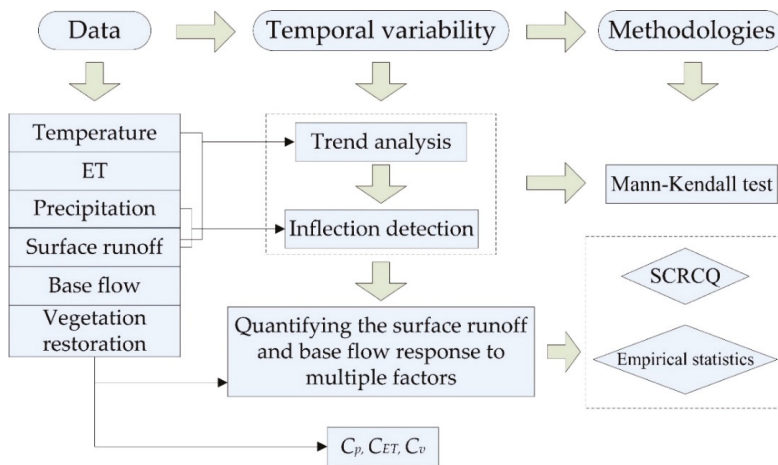 Data
Temporal variability
Methodologies
Temperature
ET
Precipitation
Surface runoff
Base flow
Vegetation
restoration
Trend analysis
Inflection detection
Quantifying the surface runoff
and base flow response to
multiple factors
Cp, CET, Cv
Mann-Kendall test
SCRCQ
Empirical statistics